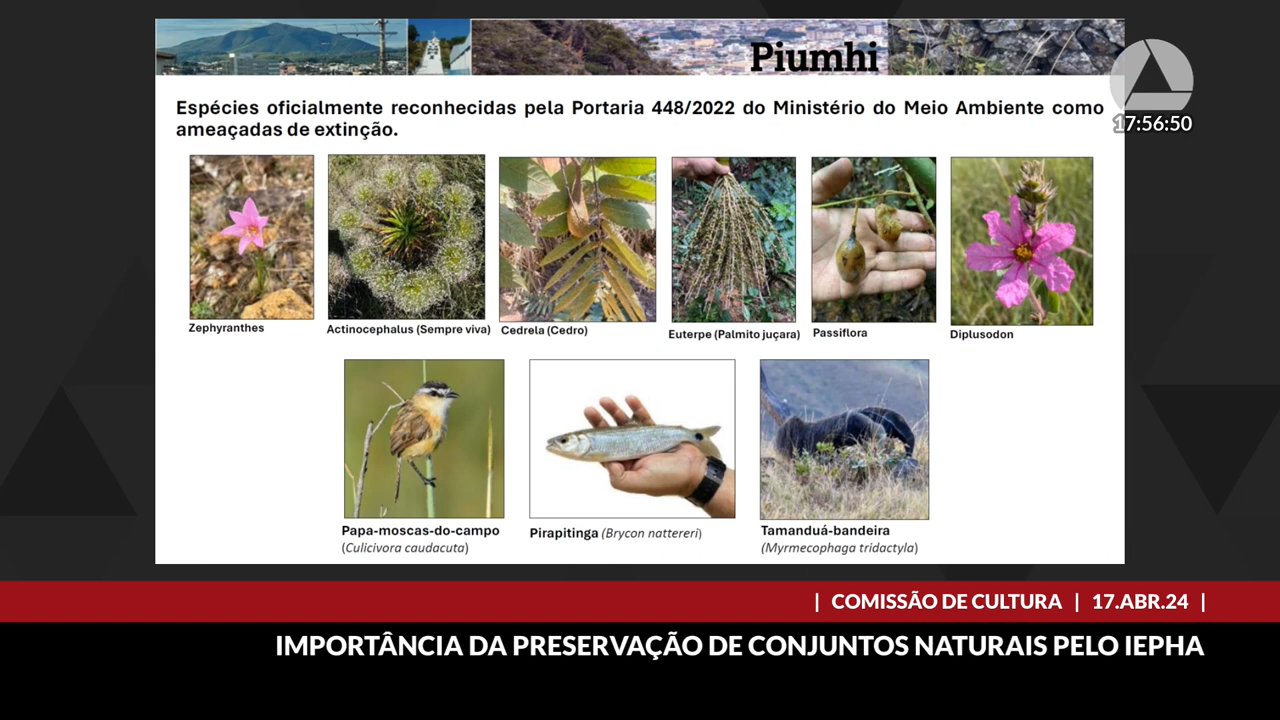 Piumhi
Espécies oficialmente reconhecidas pela Portaria 448/2022 do Ministério do Meio Ambiente como
ameaçadas de extinção.
17:56:50
Zephyranthes
Actinocephalus (Sempre viva)
Cedrela (Cedro)
Euterpe (Palmito juçara)
Passiflora
Diplusodon
Papa-moscas-do-campo
(Culicivora caudacuta)
Pirapitinga (Brycon nattereri)
Tamanduá-bandeira
(Myrmecophaga tridactyla)
| COMISSÃO DE CULTURA | 17.ABR.24 |
IMPORTÂNCIA DA PRESERVAÇÃO DE CONJUNTOS NATURAIS PELO IEPHA